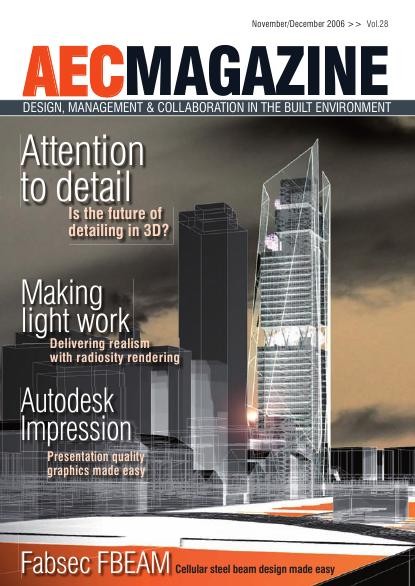 November/December 2006 >> Vol.28
AECMAGAZINE
DESIGN, MANAGEMENT & COLLABORATION IN THE BUILT ENVIRONMENT
Attention
to detail
Is the future of
detailing in 3D?
Making
light work
Delivering realism
with radiosity rendering
Autodesk
Impression
Presentation quality
graphics made easy
Fabsec FBEAM Cellular steel beam design made easy